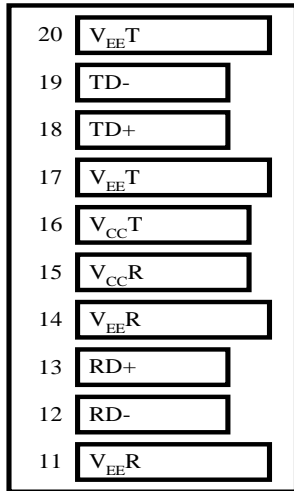 20 VEET
19 TD-
18 TD+
17 VEET
16 VCCT
15 VCCR
14 VEER
13 RD+
12 RD-
11 VEER